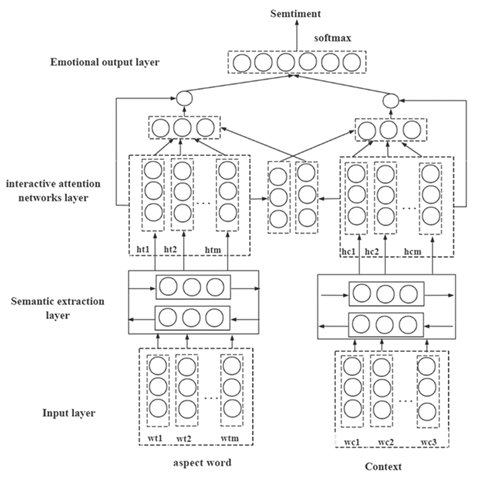 Semtiment
softmax
Emotional output layer
interactive attention
networks layer
ht1 ht2 htm
hc1 hc2 hcm
Semantic extraction
layer
Input layer
wt1 wt2 wtm
wc1 wc2 wc3
aspect word
Context